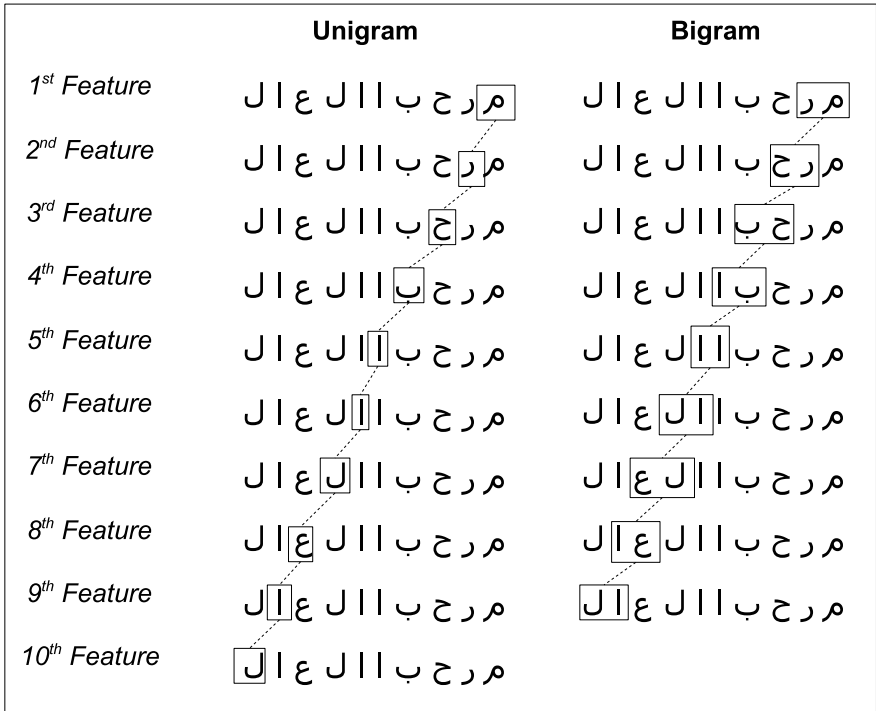 Unigram Bigram
1st Feature م ر ح ب ا ا ل ع ا ل م ر ح ب ا ا ل ع ا ل
2nd Feature م ر ح ب ا ا ل ع ا ل م ر ح ب ا ا ل ع ا ل
3rd Feature م ر ح ب ا ا ل ع ا ل م ر ح ب ا ا ل ع ا ل
4th Feature م ر ح ب ا ا ل ع ا ل م ر ح ب ا ا ل ع ا ل
5th Feature م ر ح ب ا ا ل ع ا ل م ر ح ب ا ا ل ع ا ل
6th Feature م ر ح ب ا ا ل ع ا ل م ر ح ب ا ا ل ع ا ل
7th Feature م ر ح ب ا ا ل ع ا ل م ر ح ب ا ا ل ع ا ل
8th Feature م ر ح ب ا ا ل ع ا ل م ر ح ب ا ا ل ع ا ل
9th Feature م ر ح ب ا ا ل ع ا ل م ر ح ب ا ا ل ع ا ل
10th Feature م ر ح ب ا ا ل ع ا ل